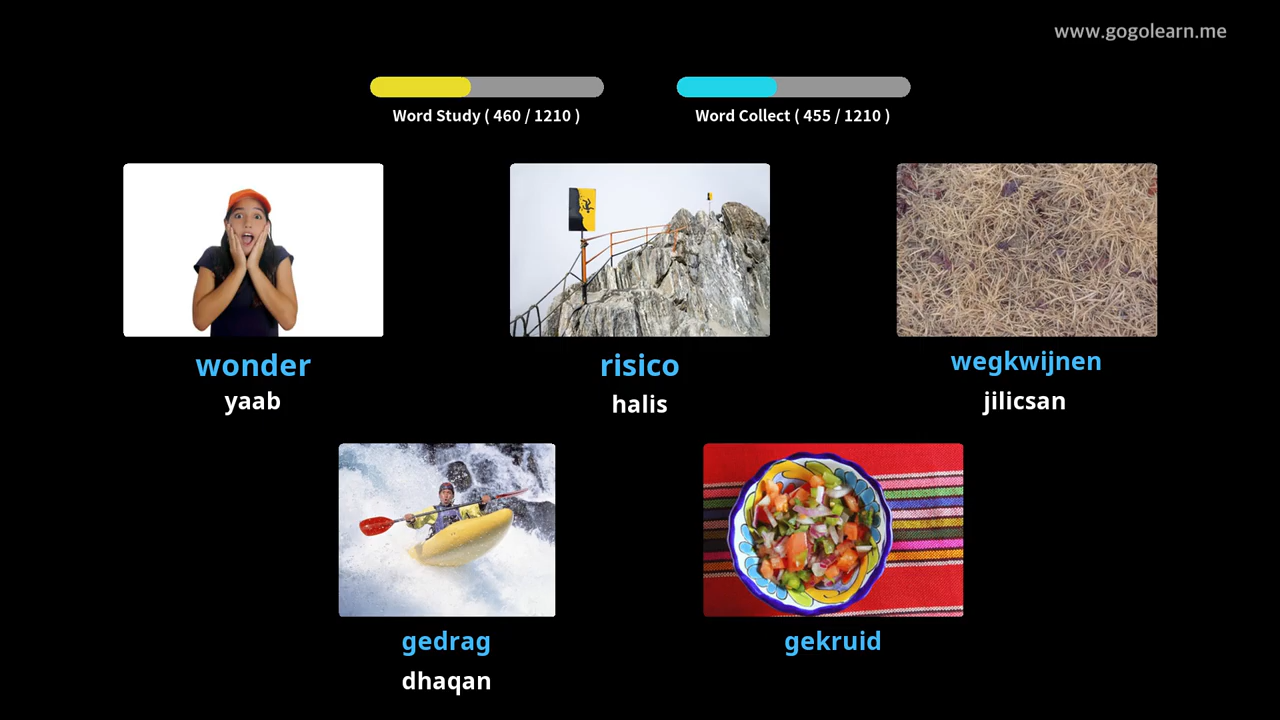 www.gogolearn.me
Word Study ( 460 / 1210 )
Word Collect ( 455 / 1210 )
wonder
yaab
risico
halis
wegkwijnen
jilicsan
gedrag
dhaqan
gekruid